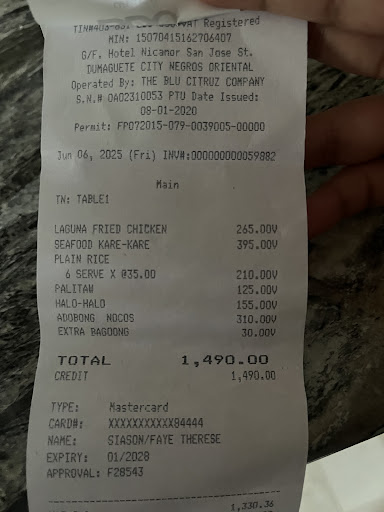 Registered
MIN: 15070415162706407
G/F, Hotel Nicanor San Jose St.
DUMAGUETE CITY NEGROS ORIENTAL
Operated By: THE BLU CITRUZ COMPANY
S.N.# 0A02310053 PTU Date Issued:
08-01-2020
Permit: FP072015-079-0039005-00000
Jun 06, 2025 (Fri) INV#:000000000059882
Main
TN: TABLE1
LAGUNA FRIED CHICKEN 265.00V
SEAFOOD KARE-KARE 395.00V
PLAIN RICE
6 SERVE X @35.00 210.00V
PALITAW 125.00V
HALO-HALO 155.00V
ADOBONG NOCOS 310.00V
EXTRA BAGOONG 30.00V
TOTAL 1,490.00
CREDIT 1,490.00
TYPE: Mastercard
CARD#: XXXXXXXXXXX84444
NAME: SIASON/FAYE THERESE
EXPIRY: 01/2028
APPROVAL: F28543
1,330.36